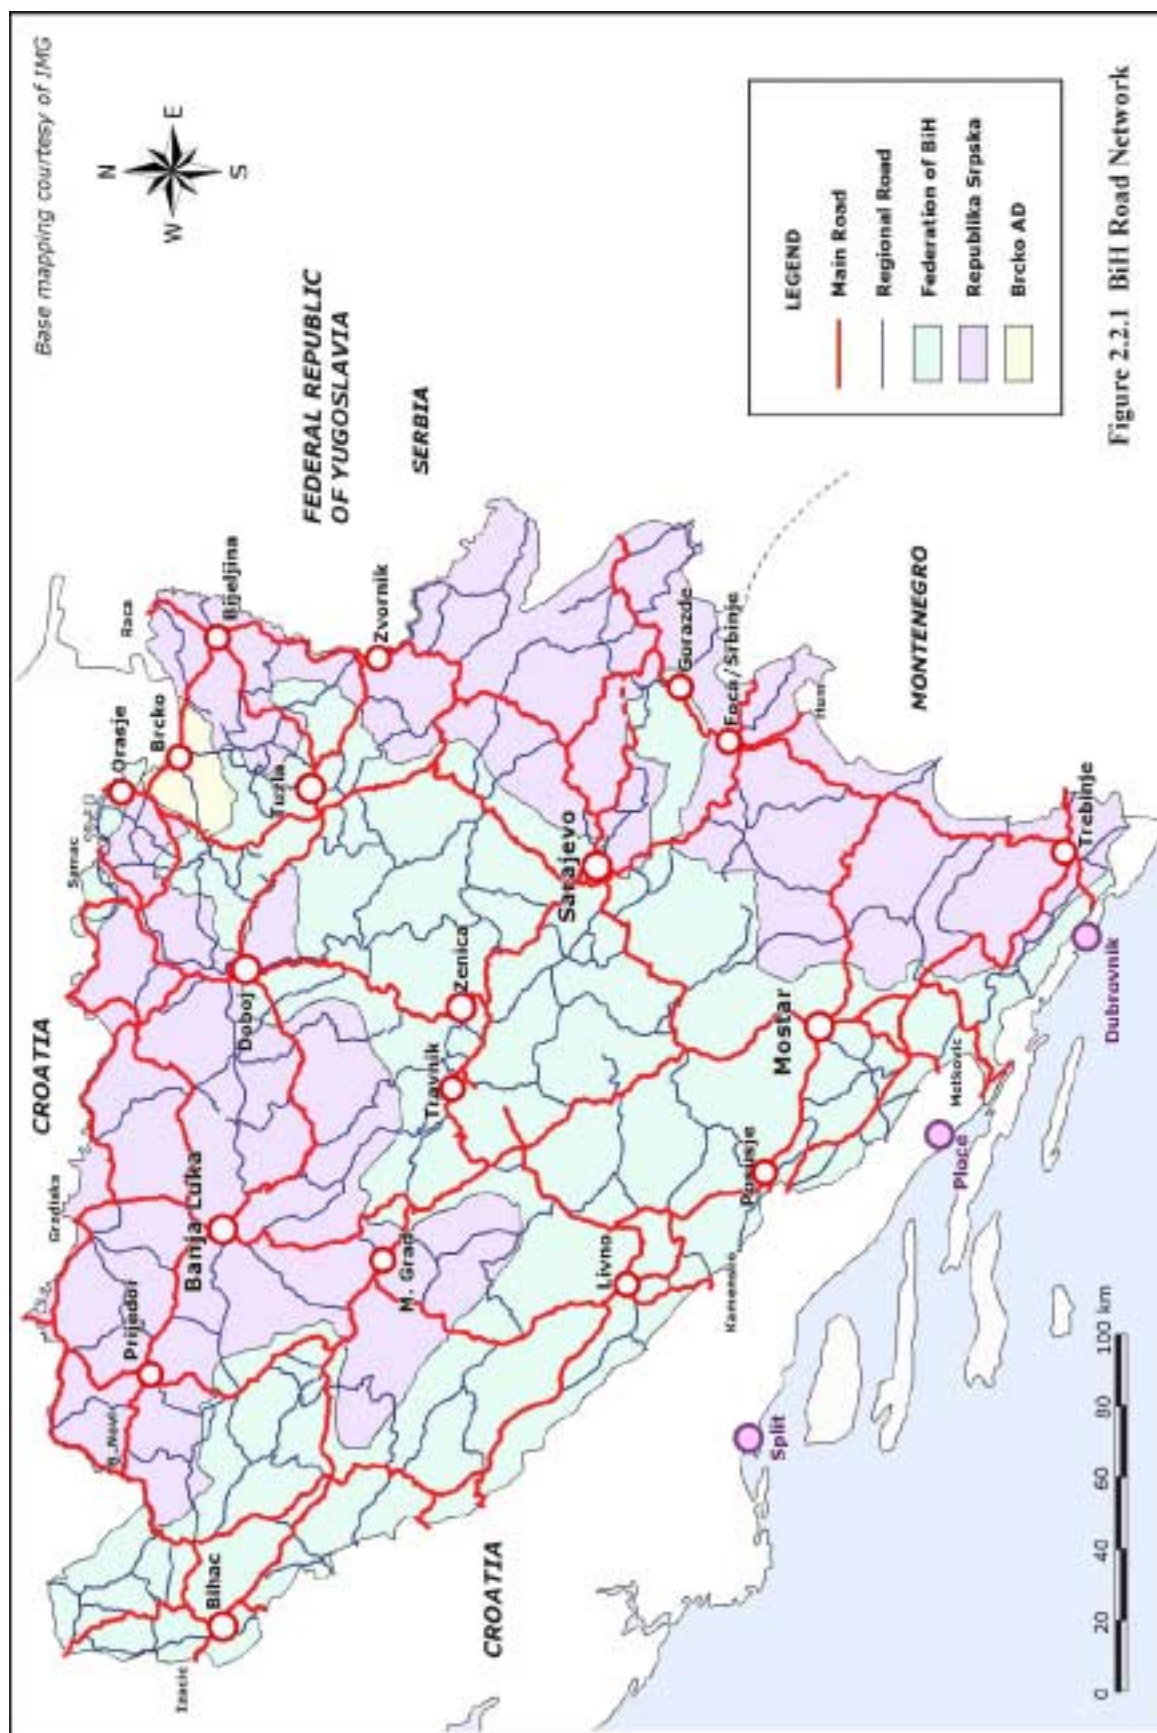 Base mapping courtesy of IMG
N
W
E
S
FEDERAL REPUBLIC
OF YUGOSLAVIA
SERBIA
CROATIA
MONTENEGRO
CROATIA
Raca
Orasje
Brcko
Bijeljina
Samac
Tuzla
Zvornik
Gradiska
Doboj
Banja Luka
Prijedor
Bihac
Izacic
Zenica
Travnik
M. Grad
Sarajevo
Gorazde
Foca/Srbinje
Hum
Livno
Kamensko
Posusje
Mostar
Metkovic
Trebinje
Split
Ploce
Dubrovnik
LEGEND
Main Road
Regional Road
Federation of BiH
Republika Srpska
Brcko AD
0 20 40 60 80 100 km
Figure 2.2.1 BiH Road Network